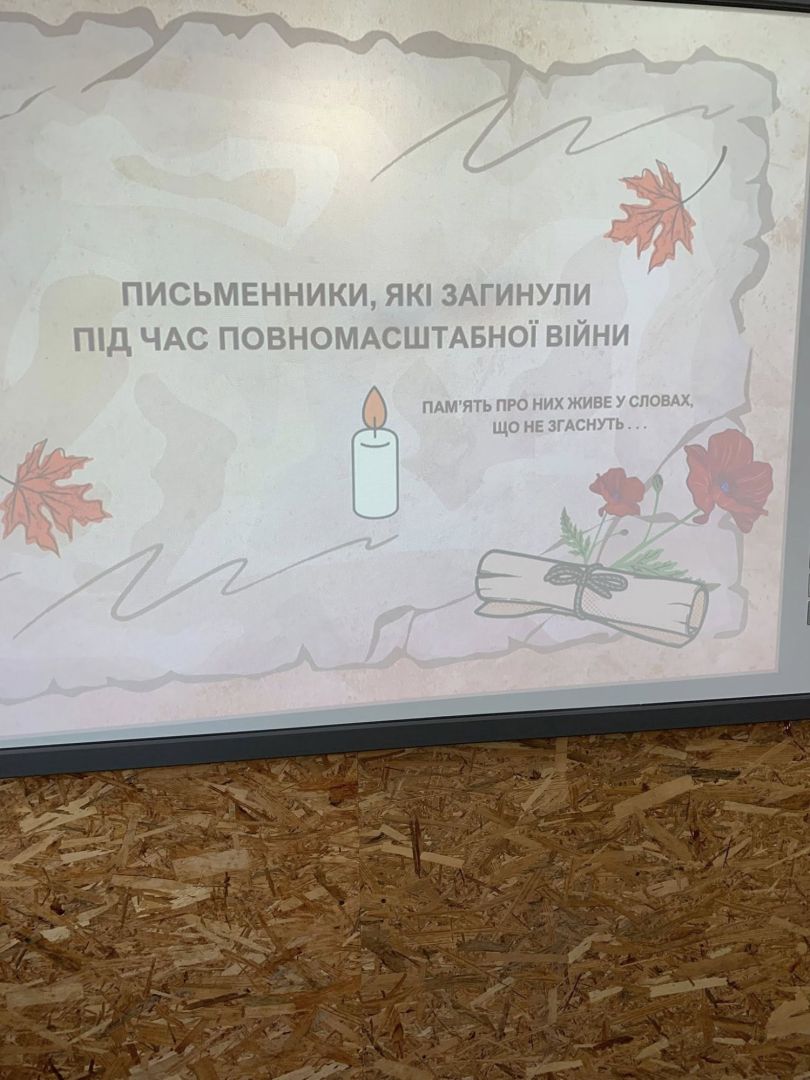 ПИСЬМЕННИКИ, ЯКІ ЗАГИНУЛИ
ПІД ЧАС ПОВНОМАСШТАБНОЇ ВІЙНИ
ПАМ'ЯТЬ ПРО НИХ ЖИВЕ У СЛОВАХ,
ЩО НЕ ЗГАСНУТЬ . . .